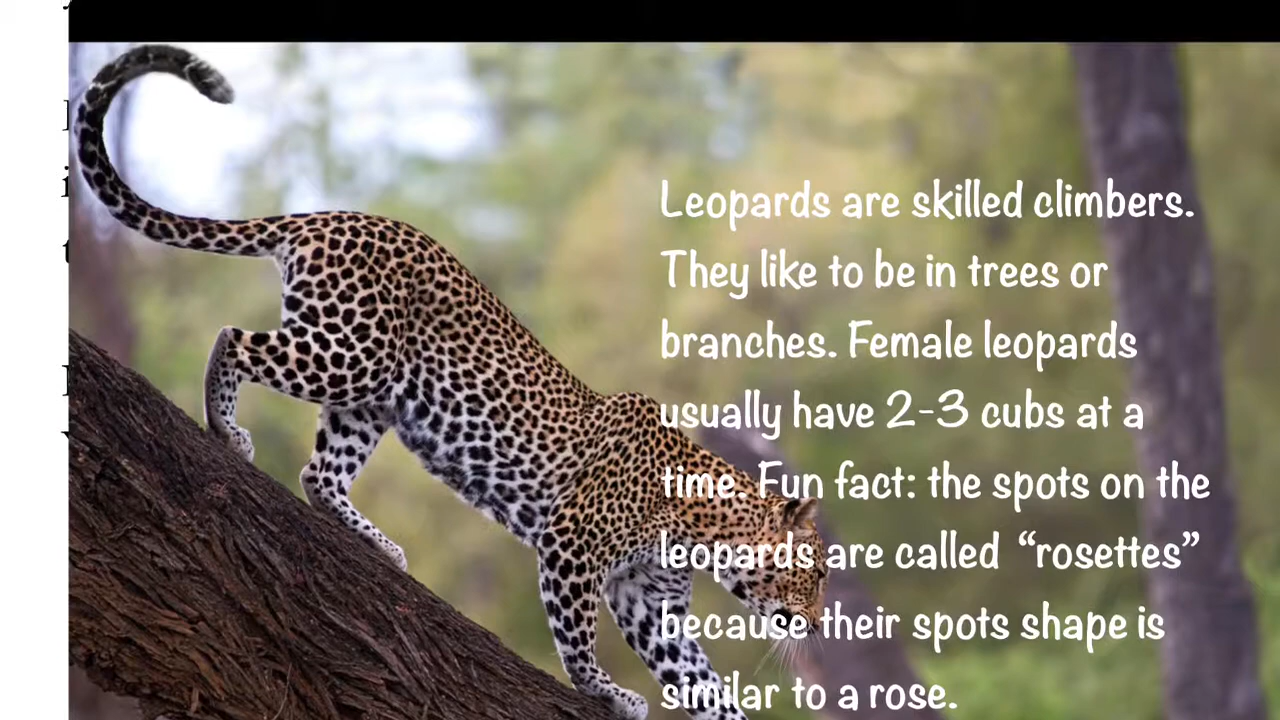 Leopards are skilled climbers.
They like to be in trees or
branches. Female leopards
usually have 2-3 cubs at a
time. Fun fact: the spots on the
leopards are called “rosettes”
because their spots shape is
similar to a rose.